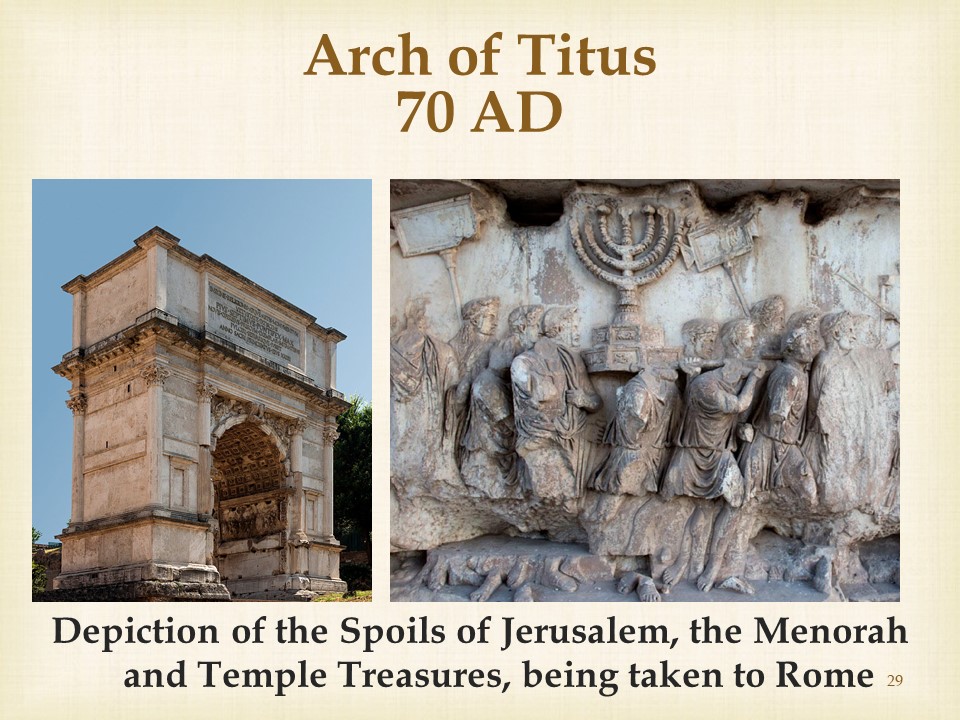 Arch of Titus
70 AD
Depiction of the Spoils of Jerusalem, the Menorah
and Temple Treasures, being taken to Rome
29